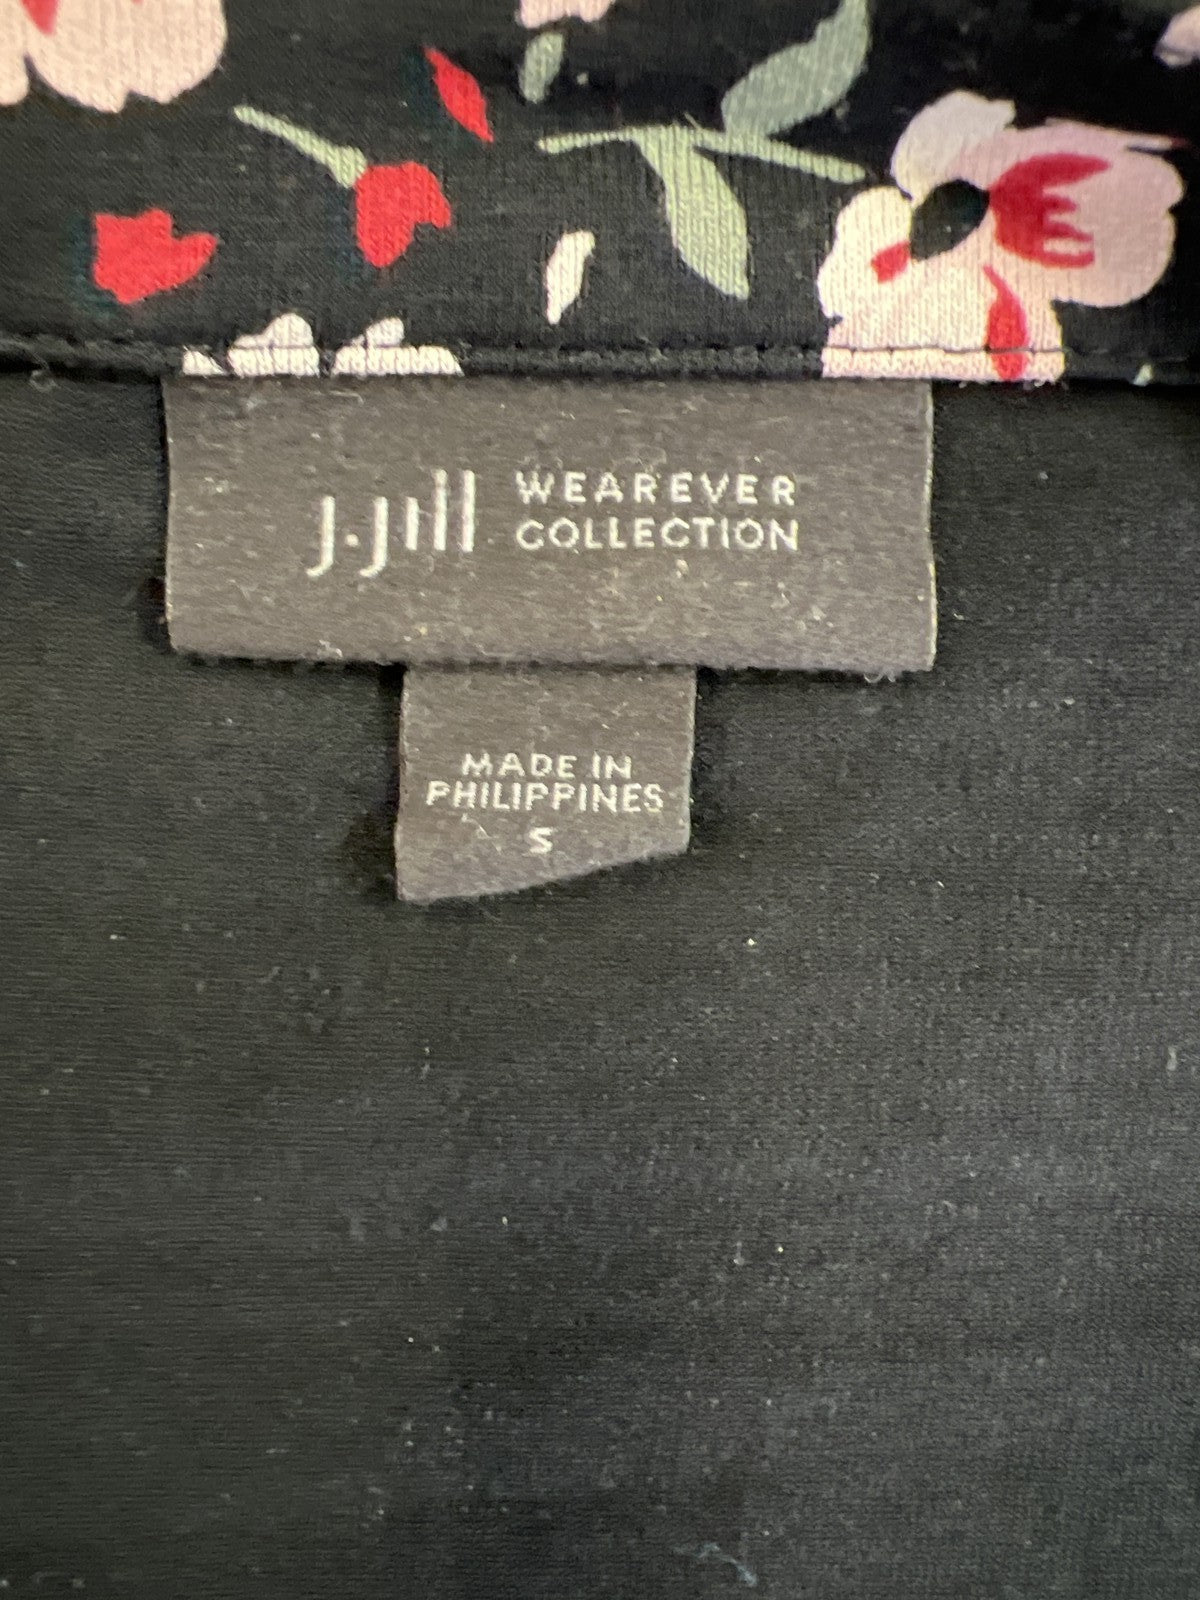 J.Jill WEAREVER
COLLECTION
MADE IN
PHILIPPINES
S